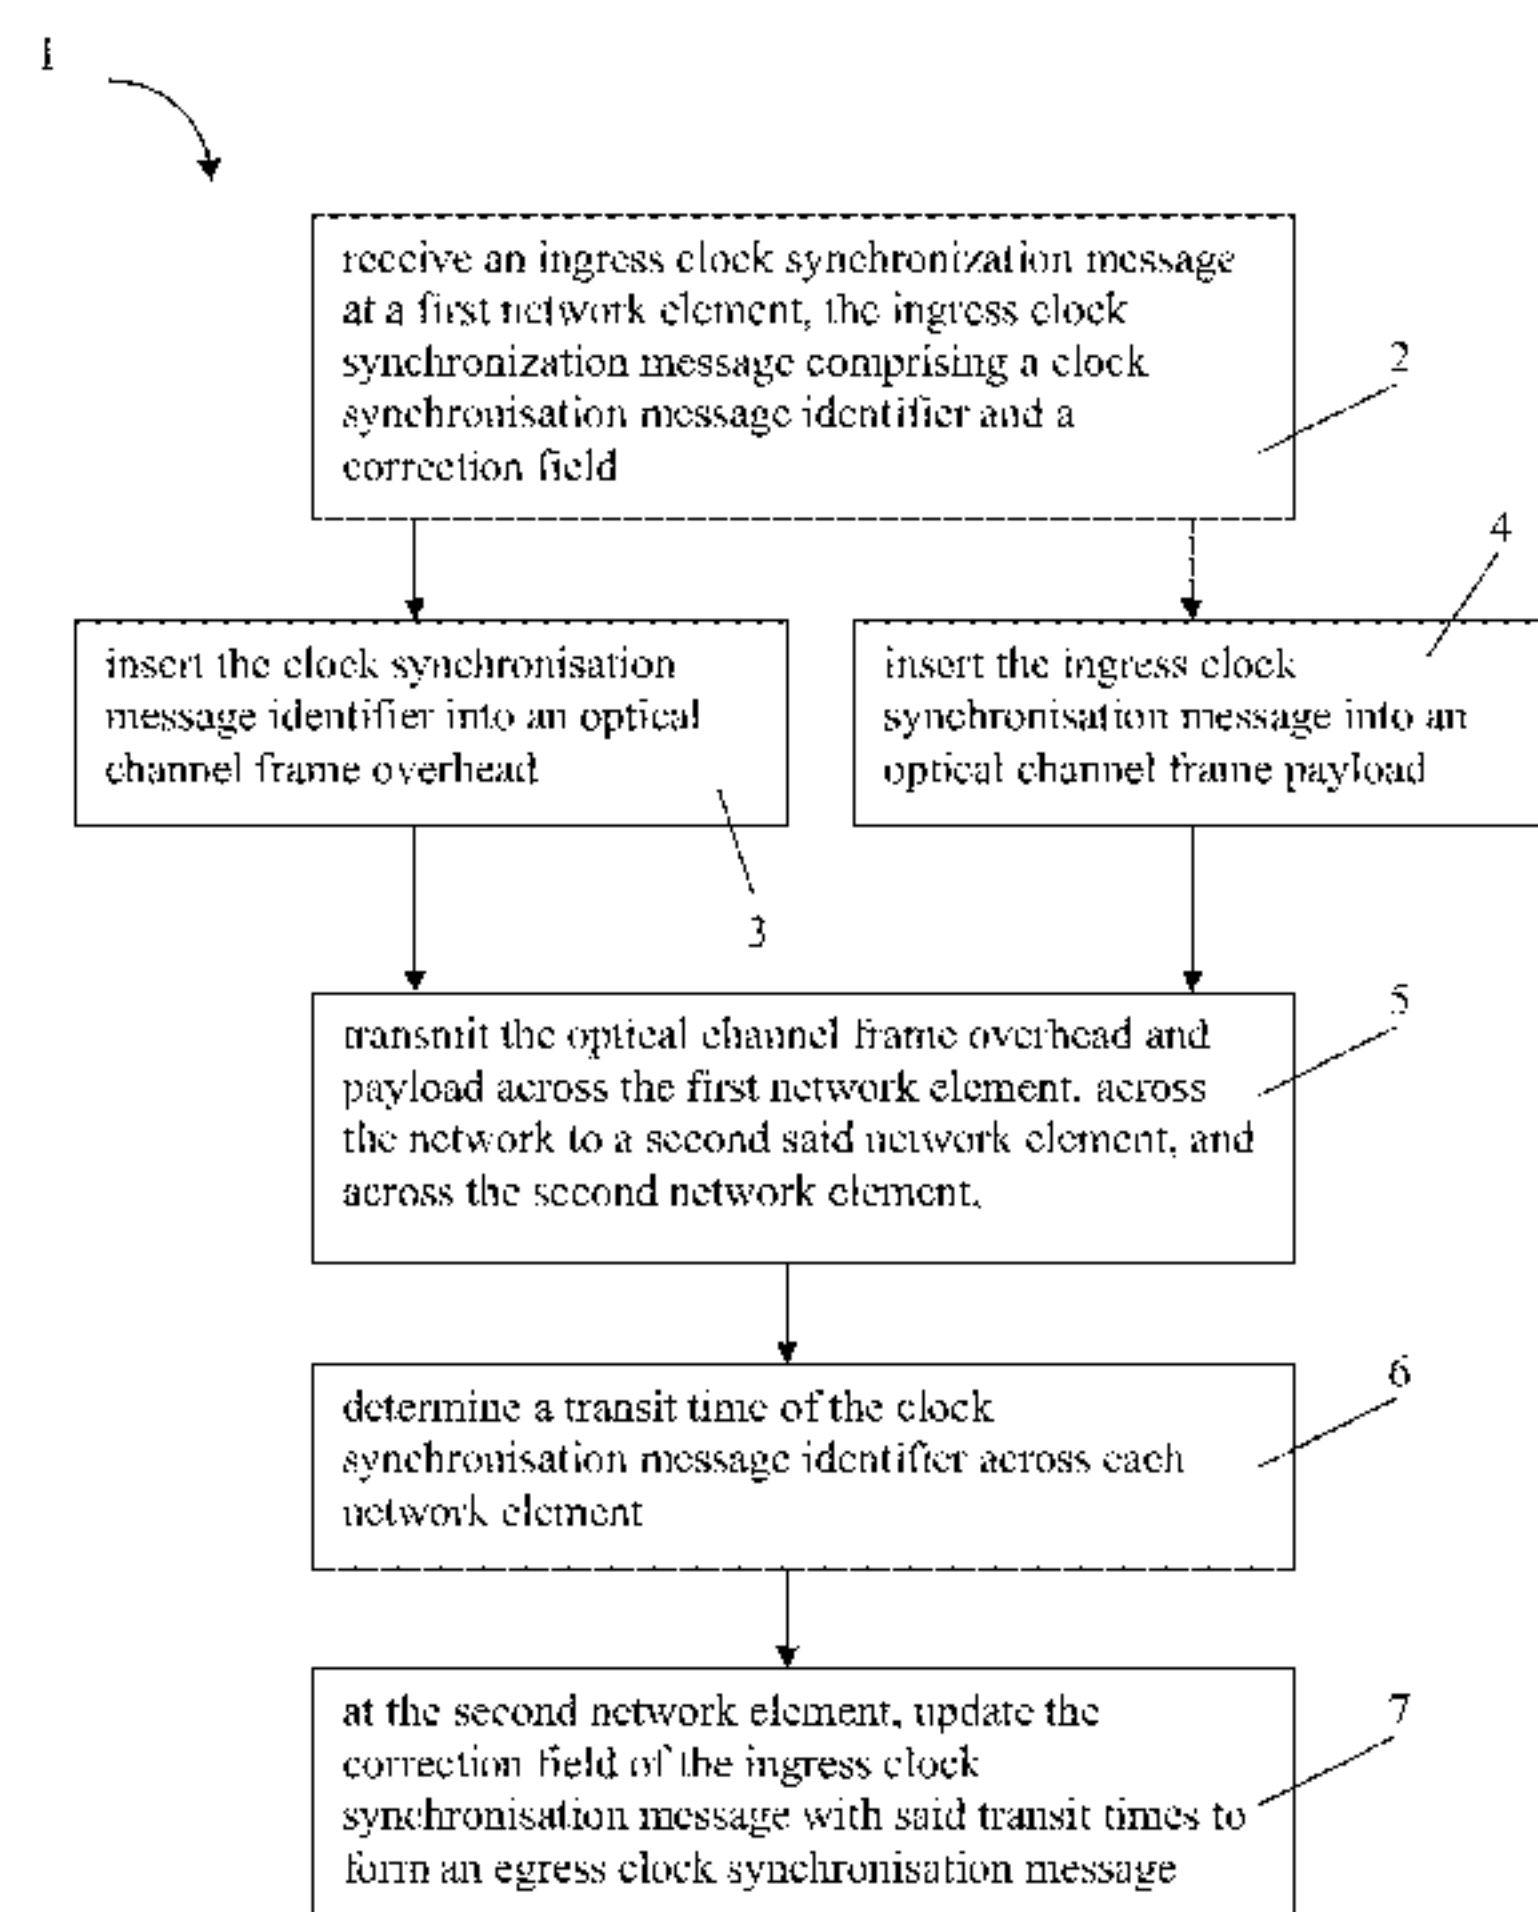 1
receive an ingress clock synchronization message
at a first network element, the ingress clock
synchronization message comprising a clock
synchronisation message identifier and a
correction field
2
4
insert the clock synchronisation
message identifier into an optical
channel frame overhead
3
insert the ingress clock
synchronisation message into an
optical channel frame payload
transmit the optical channel frame overhead and
payload across the first network element, across
the network to a second said network element, and
across the second network element,
5
determine a transit time of the clock
synchronisation message identifier across each
network element
6
at the second network element, update the
correction field of the ingress clock
synchronisation message with said transit times to
form an egress clock synchronisation message
7